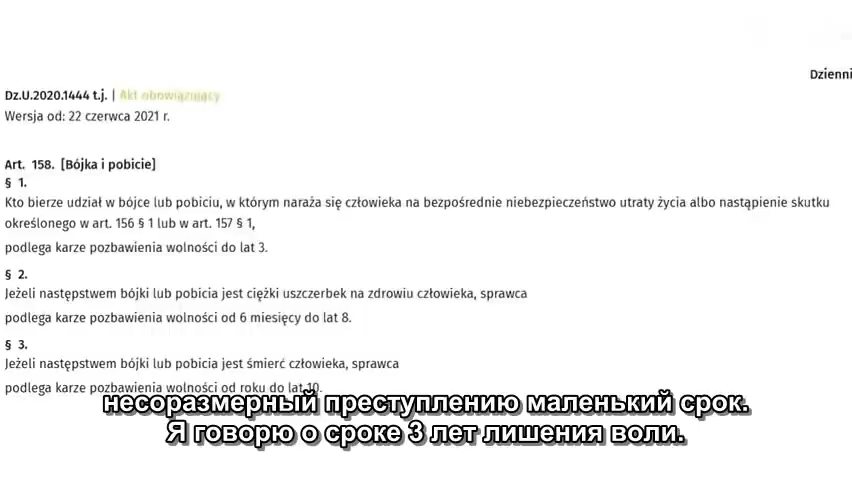 Dzienni
Dz.U.2020.1444 t.j. | Akt obowiązujący
Wersja od: 22 czerwca 2021 r.
Art. 158. [Bójka i pobicie]
§ 1.
Kto bierze udział w bójce lub pobiciu, w którym naraża się człowieka na bezpośrednie niebezpieczeństwo utraty życia albo nastąpienie skutku
określonego w art. 156 § 1 lub w art. 157 § 1,
podlega karze pozbawienia wolności do lat 3.
§ 2.
Jeżeli następstwem bójki lub pobicia jest ciężki uszczerbek na zdrowiu człowieka, sprawca
podlega karze pozbawienia wolności od 6 miesięcy do lat 8.
§ 3.
Jeżeli następstwem bójki lub pobicia jest śmierć człowieka, sprawca
podlega karze pozbawienia wolności od roku do lat 10.
несоразмерный преступлению маленький срок.
Я говорю о сроке 3 лет лишения воли.